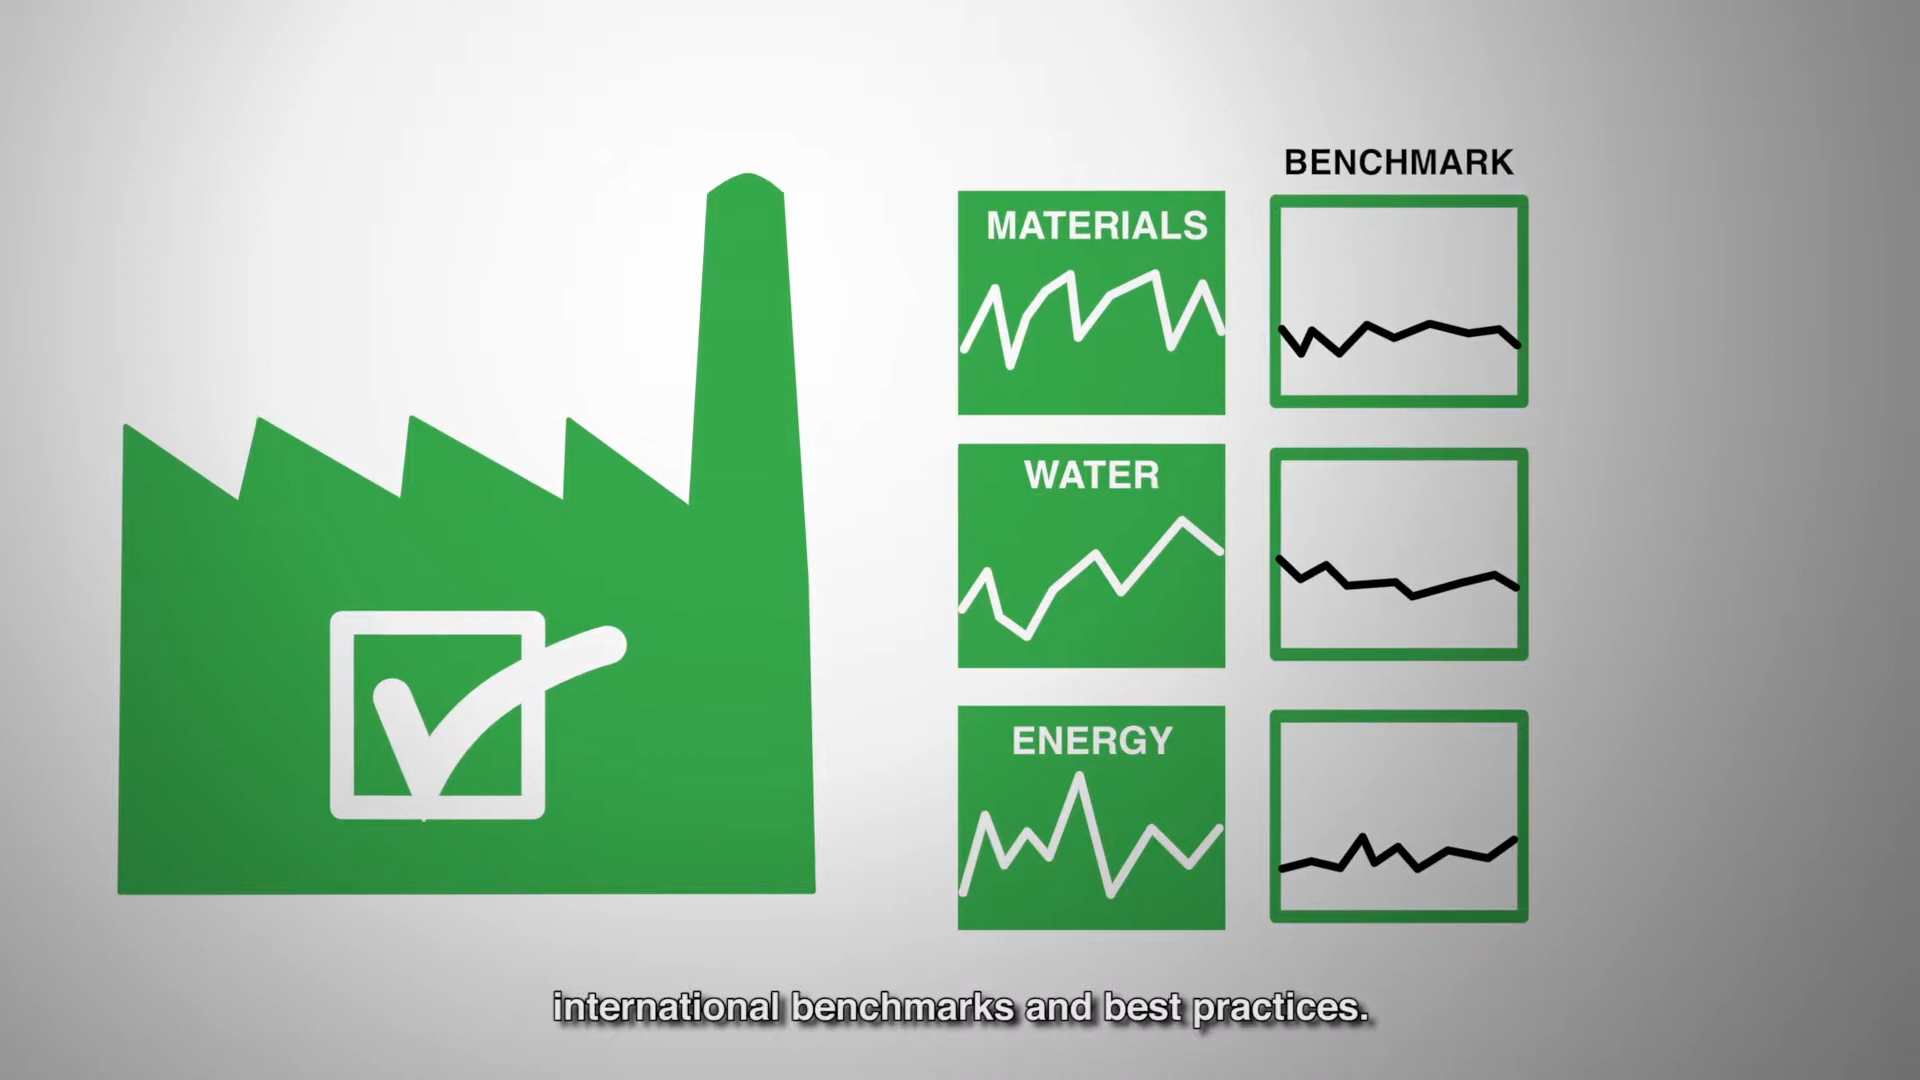 BENCHMARK
MATERIALS
WATER
ENERGY
international benchmarks and best practices.